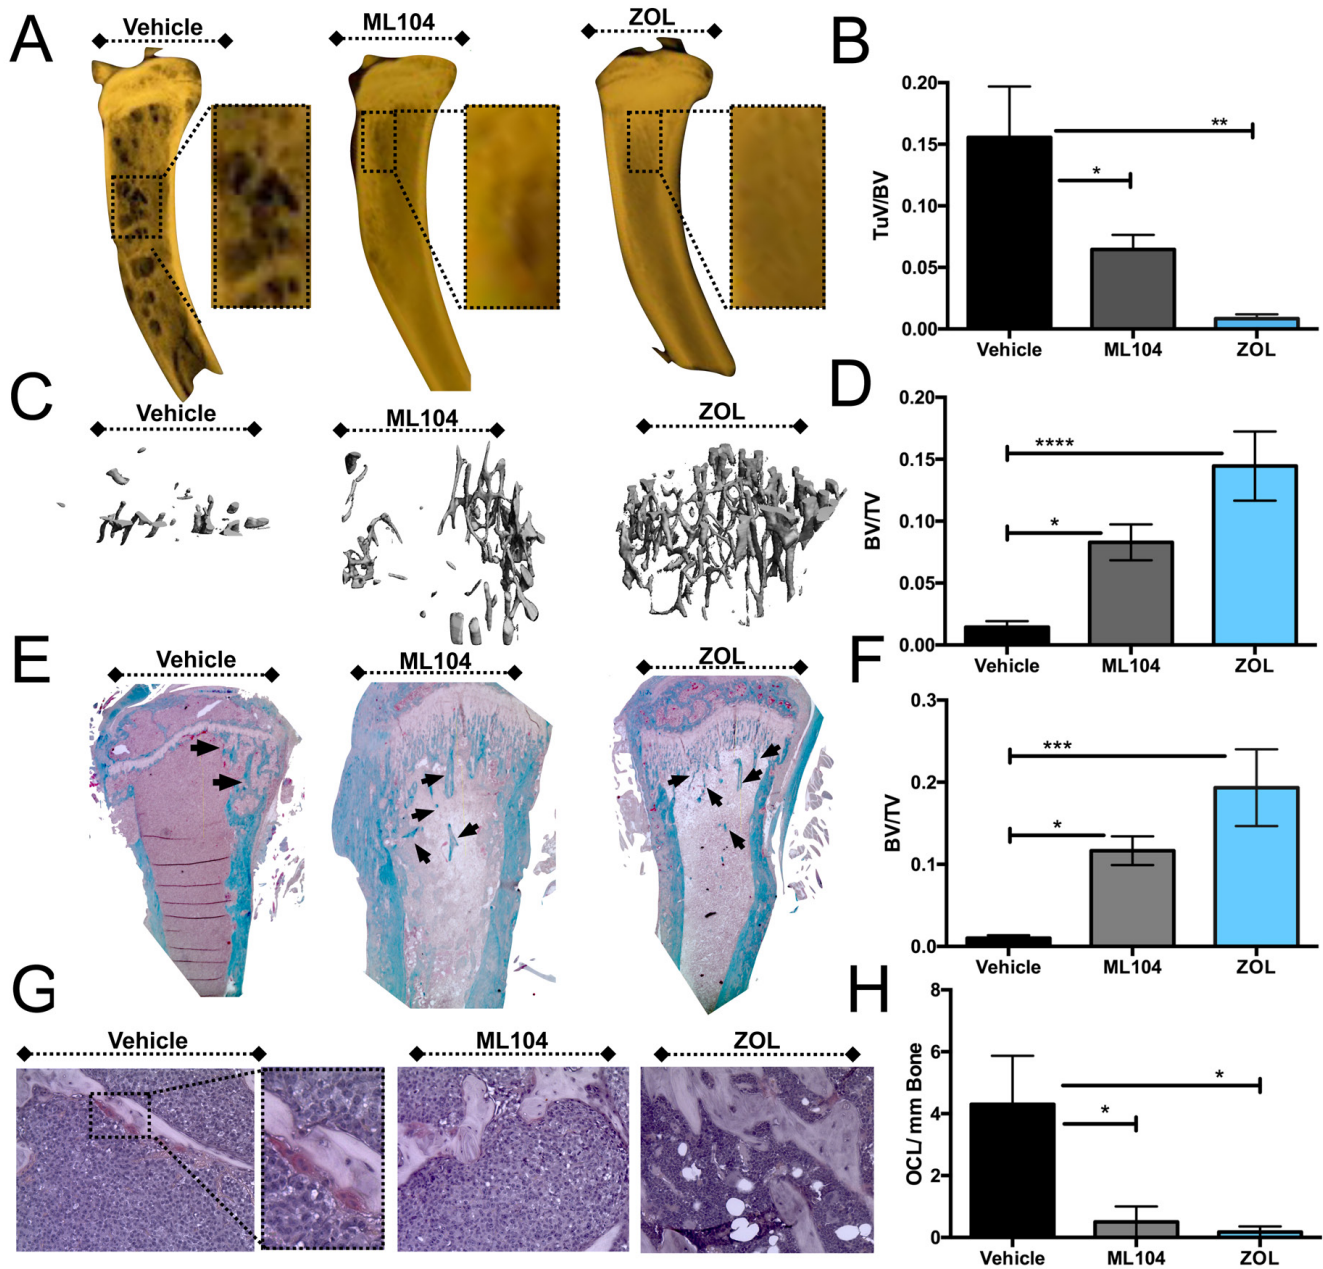 A
Vehicle
ML104
ZOL
B
TuV/BV
0.20
0.15
0.10
0.05
0.00
**
*
Vehicle
ML104
ZOL
C
Vehicle
ML104
ZOL
D
BV/TV
0.20
0.15
0.10
0.05
0.00
****
*
Vehicle
ML104
ZOL
E
Vehicle
ML104
ZOL
F
BV/TV
0.3
0.2
0.1
0.0
***
*
Vehicle
ML104
ZOL
G
Vehicle
ML104
ZOL
H
OCL/ mm Bone
8
6
4
2
0
*
*
Vehicle
ML104
ZOL